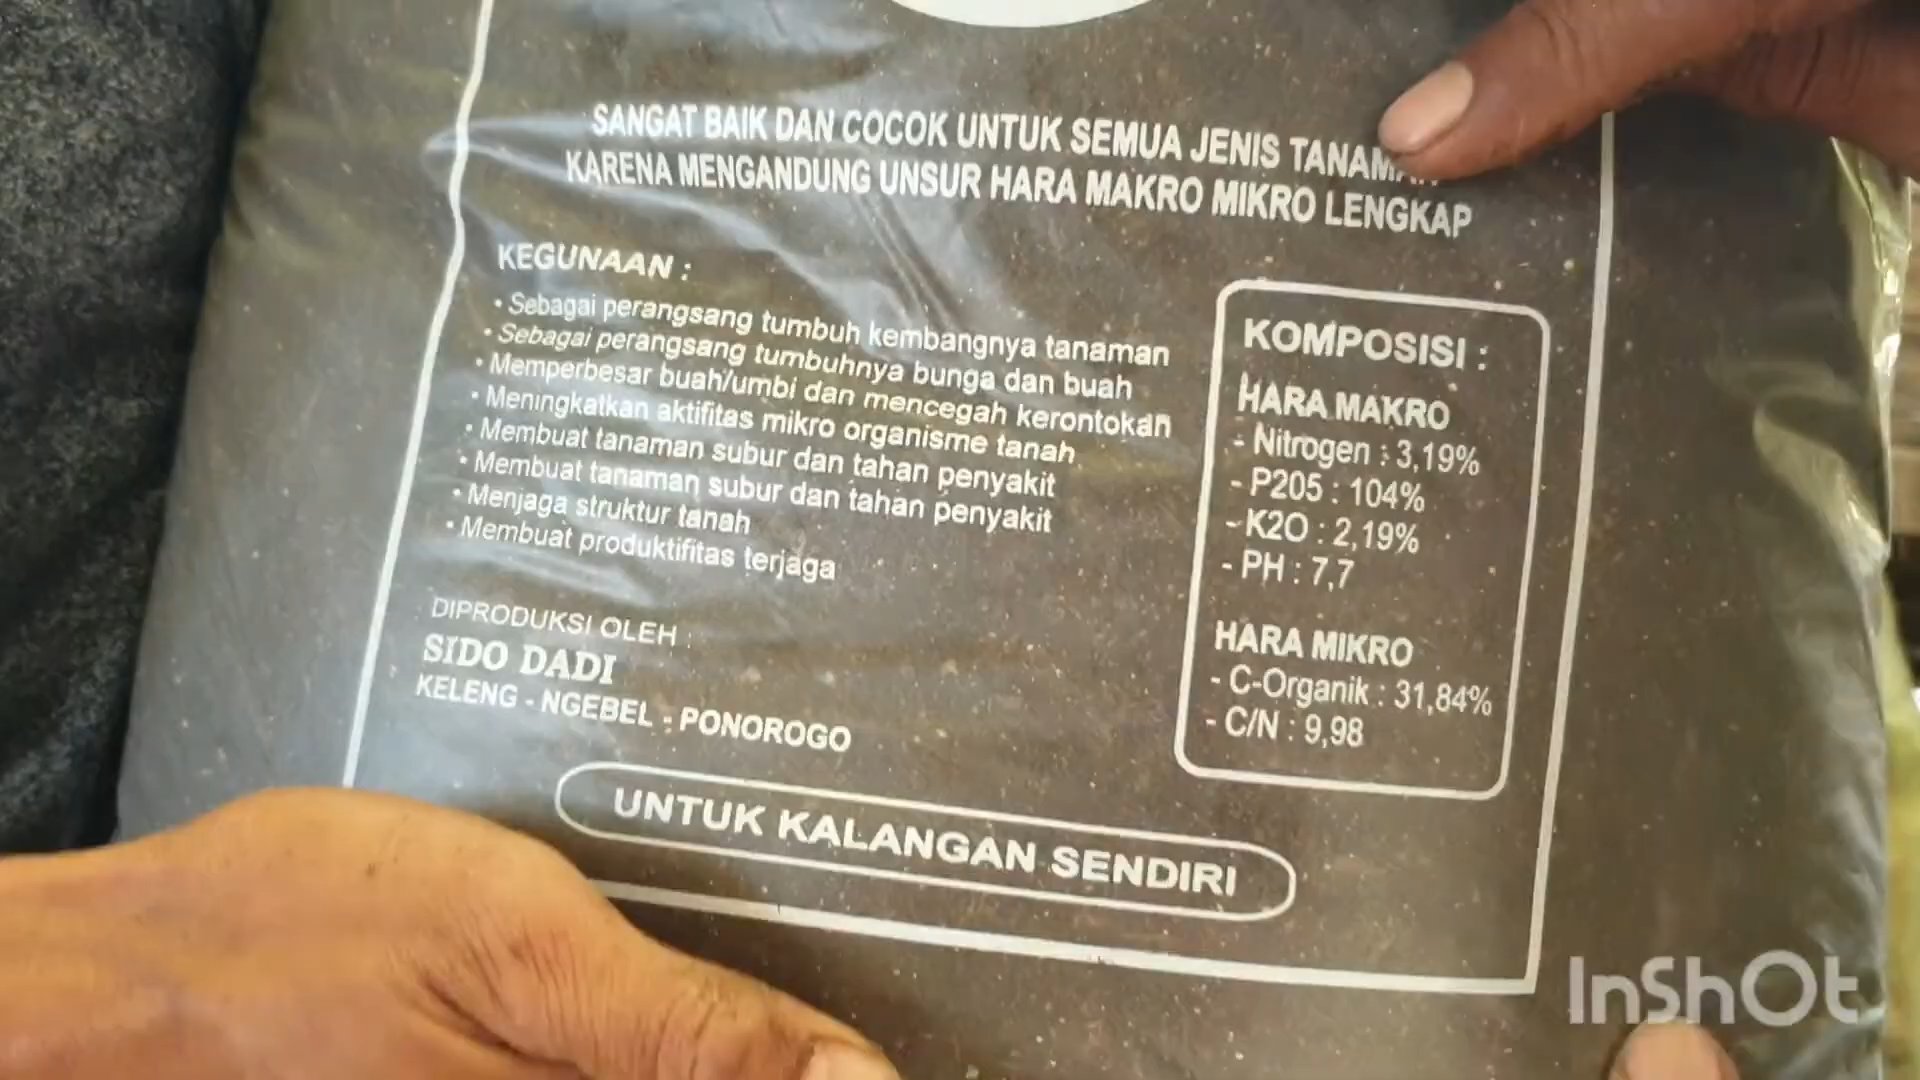 SANGAT BAIK DAN COCOK UNTUK SEMUA JENIS
KARENA MENGANDUNG UNSUR HARA MAKRO MIKRO LENGKAP
KEGUNAAN :
• Sebagai perangsang tumbuh kembangnya tanaman
• Sebagai perangsang tumbuhnya bunga dan buah
• Memperbesar buah/umbi dan mencegah kerontokan
• Meningkatkan aktifitas mikro organisme tanah
• Membuat tanaman subur dan tahan penyakit
• Membuat tanaman subur dan tahan penyakit
• Menjaga struktur tanah
• Membuat produktifitas terjaga
DIPRODUKSI OLEH :
SIDO DADI
KELENG - NGEBEL - PONOROGO
KOMPOSISI :
HARA MAKRO
- Nitrogen : 3,19%
- P205 : 104%
- K2O : 2,19%
- PH : 7,7
HARA MIKRO
- C-Organik : 31,84%
- C/N : 9,98
UNTUK KALANGAN SENDIRI
InShOt